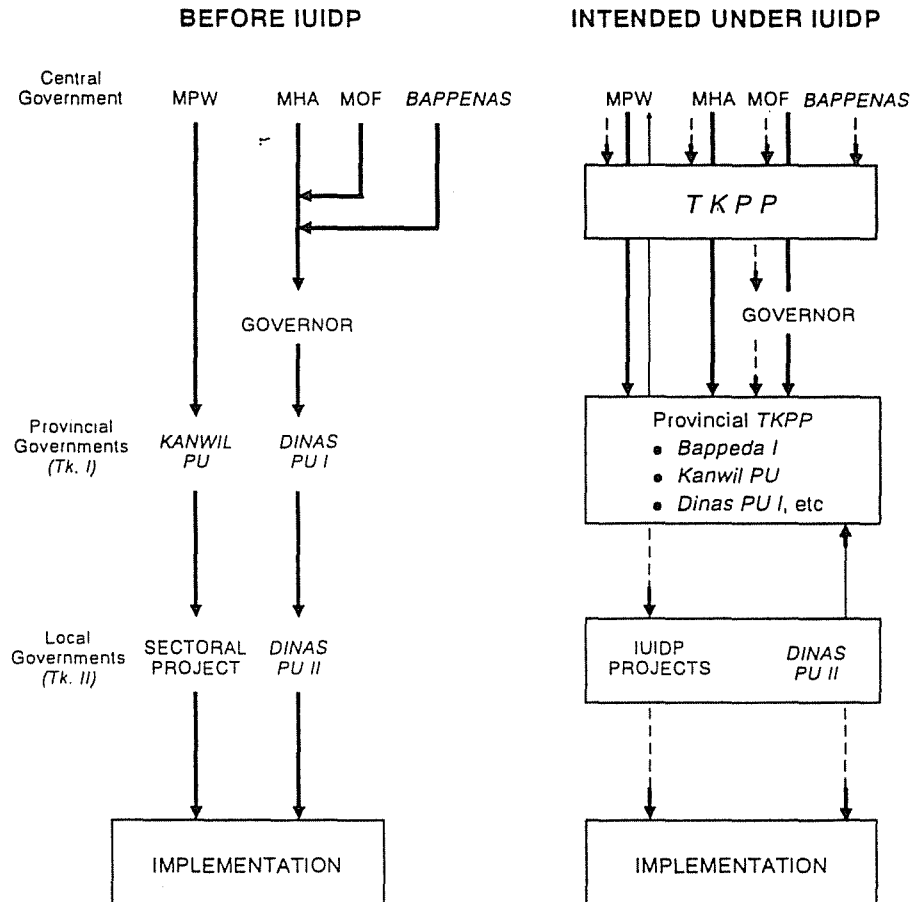 BEFORE IUIDP
Central
Government
MPW
MHA
MOF
BAPPENAS
GOVERNOR
Provincial
Governments
(Tk. I)
KANWIL
PU
DINAS
PU I
Local
Governments
(Tk. II)
SECTORAL
PROJECT
DINAS
PU II
IMPLEMENTATION
INTENDED UNDER IUIDP
MPW
MHA
MOF
BAPPENAS
TKPP
GOVERNOR
Provincial TKPP
• Bappeda I
• Kanwil PU
• Dinas PU I, etc
IUIDP
PROJECTS
DINAS
PU II
IMPLEMENTATION